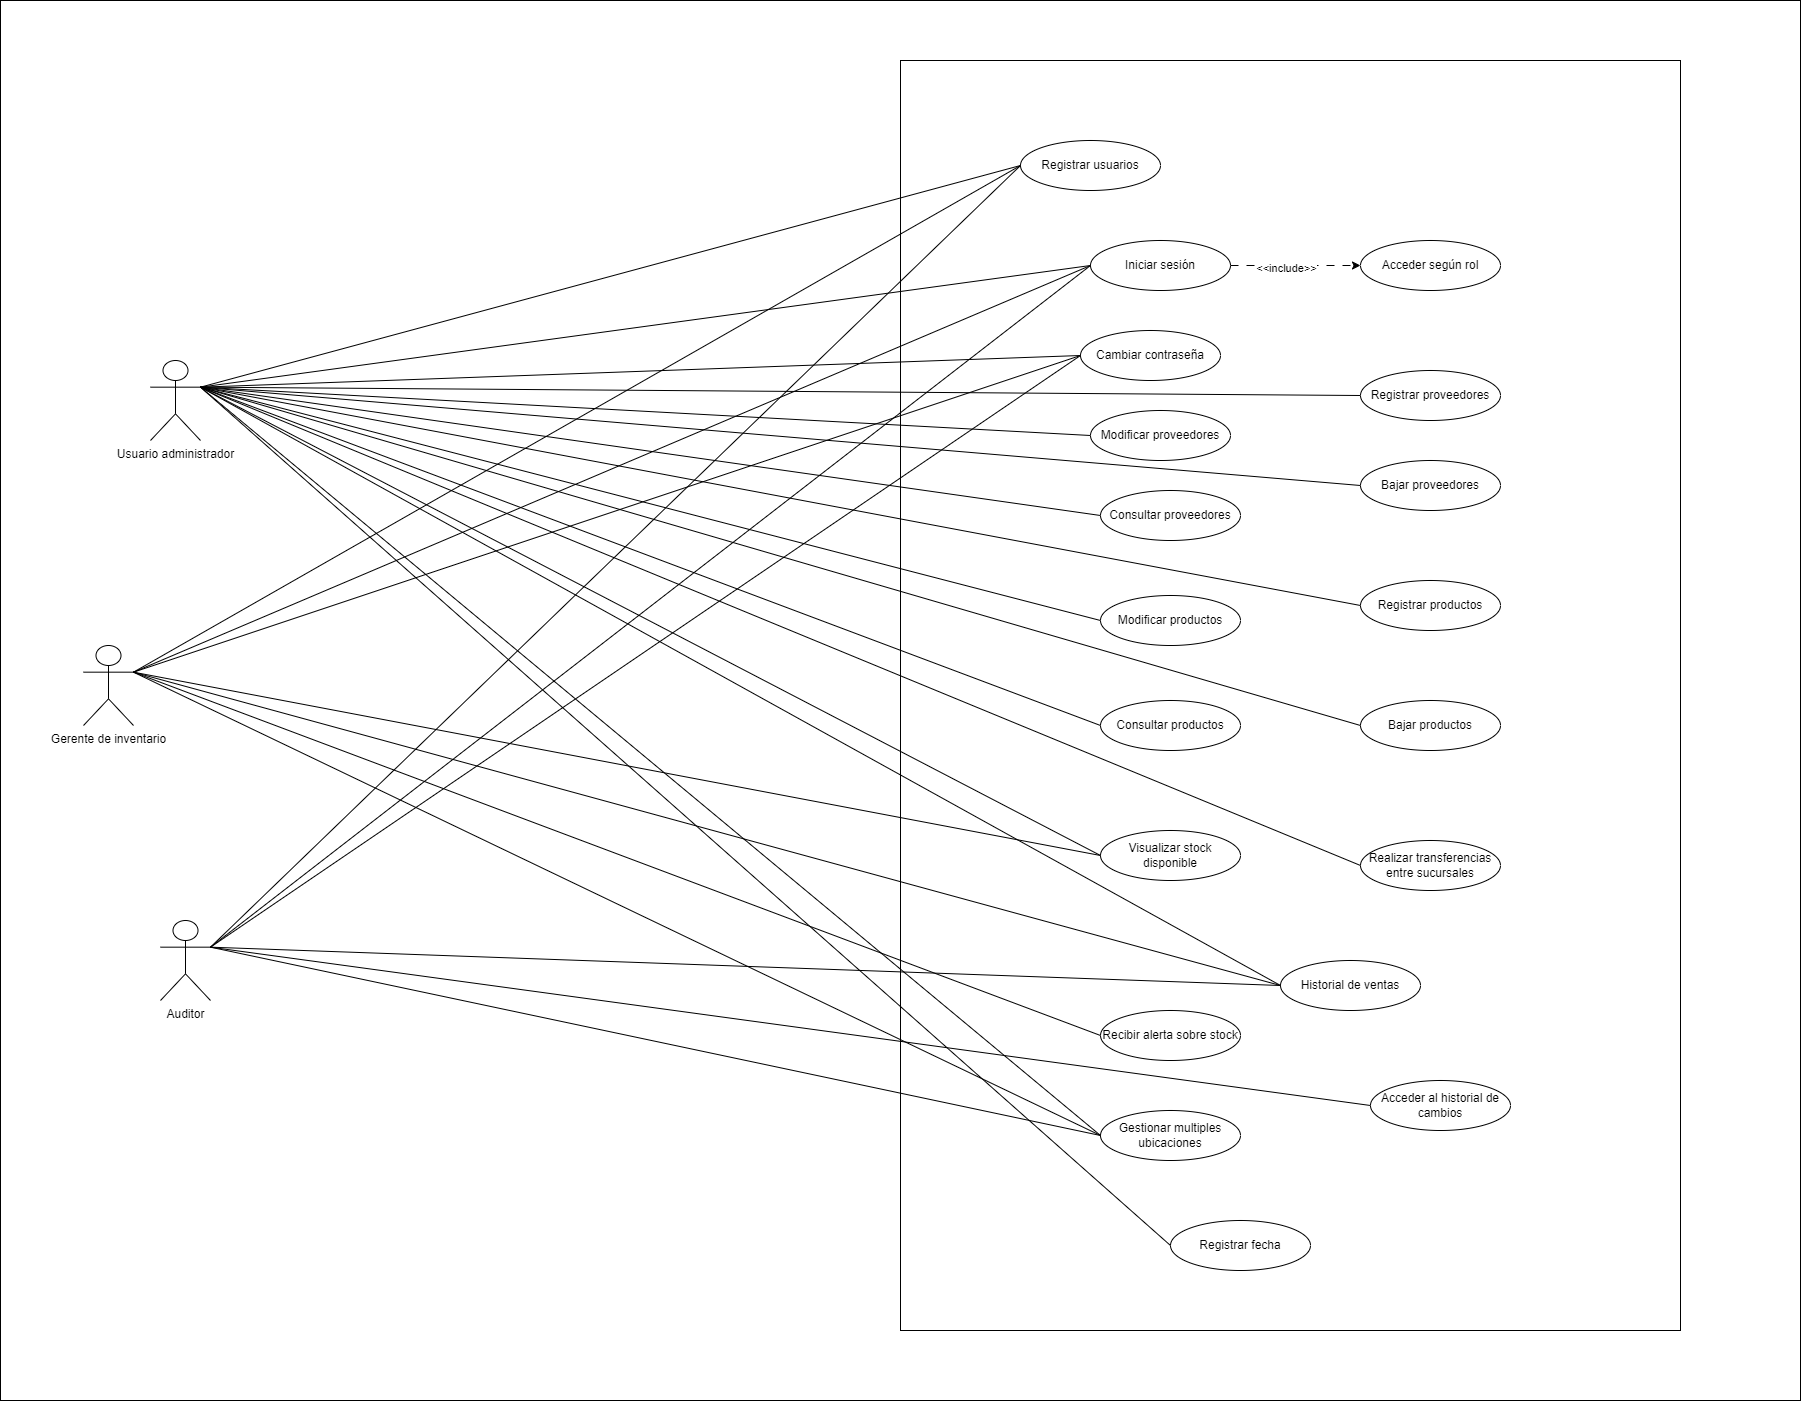 Registrar usuarios
Iniciar sesión
<<include>>
Acceder según rol
Cambiar contraseña
Registrar proveedores
Modificar proveedores
Usuario administrador
Bajar proveedores
Consultar proveedores
Registrar productos
Modificar productos
Consultar productos
Bajar productos
Gerente de inventario
Visualizar stock
disponible
Realizar transferencias
entre sucursales
Historial de ventas
Auditor
Recibir alerta sobre stock
Acceder al historial de
cambios
Gestionar multiples
ubicaciones
Registrar fecha